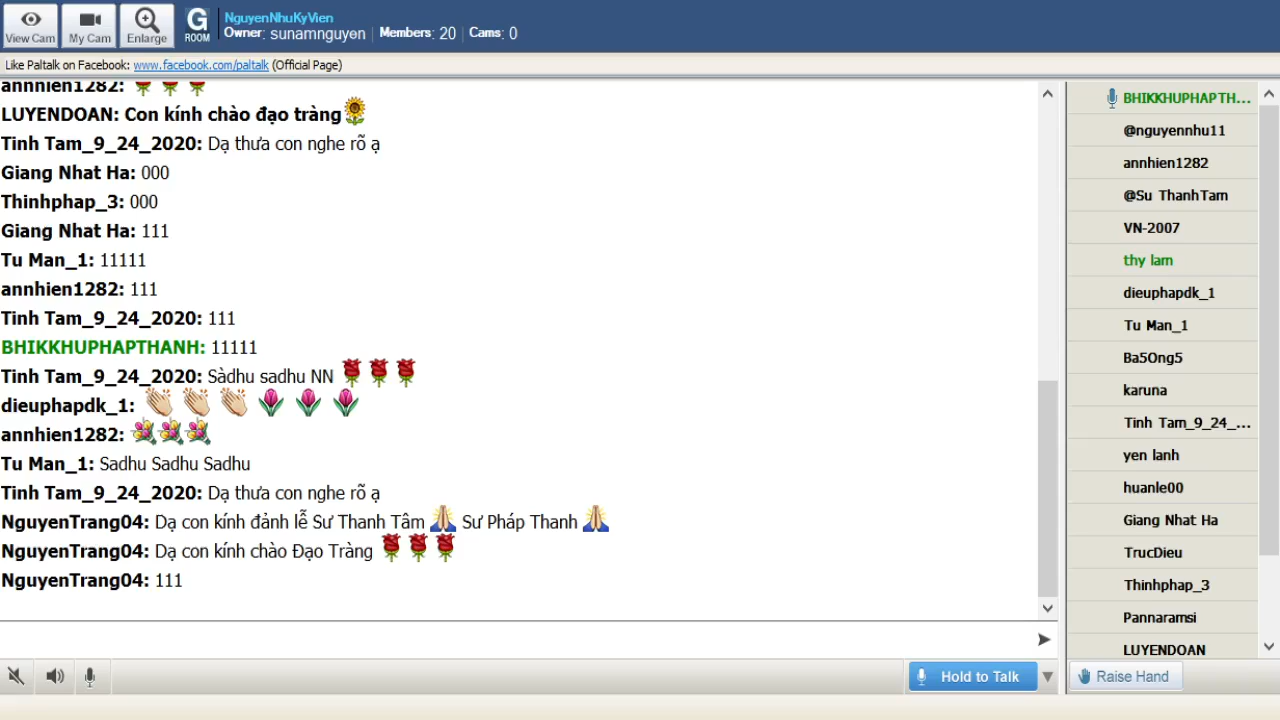 View Cam
My Cam
Enlarge
G
ROOM
NguyenNhuKyVien
Owner: sunamnguyen | Members: 20 | Cams: 0
Like Paltalk on Facebook: www.facebook.com/paltalk (Official Page)
annhien1282:
LUYENDOAN: Con kính chào đạo tràng
Tinh Tam_9_24_2020: Dạ thưa con nghe rõ ạ
Giang Nhat Ha: 000
Thinhphap_3: 000
Giang Nhat Ha: 111
Tu Man_1: 11111
annhien1282: 111
Tinh Tam_9_24_2020: 111
BHIKKHUPHAPTHANH: 11111
Tinh Tam_9_24_2020: Sàdhu sadhu NN
dieuphapdk_1:
annhien1282:
Tu Man_1: Sadhu Sadhu Sadhu
Tinh Tam_9_24_2020: Dạ thưa con nghe rõ ạ
NguyenTrang04: Dạ con kính đảnh lễ Sư Thanh Tâm Sư Pháp Thanh
NguyenTrang04: Dạ con kính chào Đạo Tràng
NguyenTrang04: 111
Hold to Talk
BHIKKHUPHAPTH...
@nguyennhu11
annhien1282
@Su ThanhTam
VN-2007
thy lam
dieuphapdk_1
Tu Man_1
Ba5Ong5
karuna
Tinh Tam_9_24_...
yen lanh
huanle00
Giang Nhat Ha
TrucDieu
Thinhphap_3
Pannaramsi
LUYENDOAN
Raise Hand